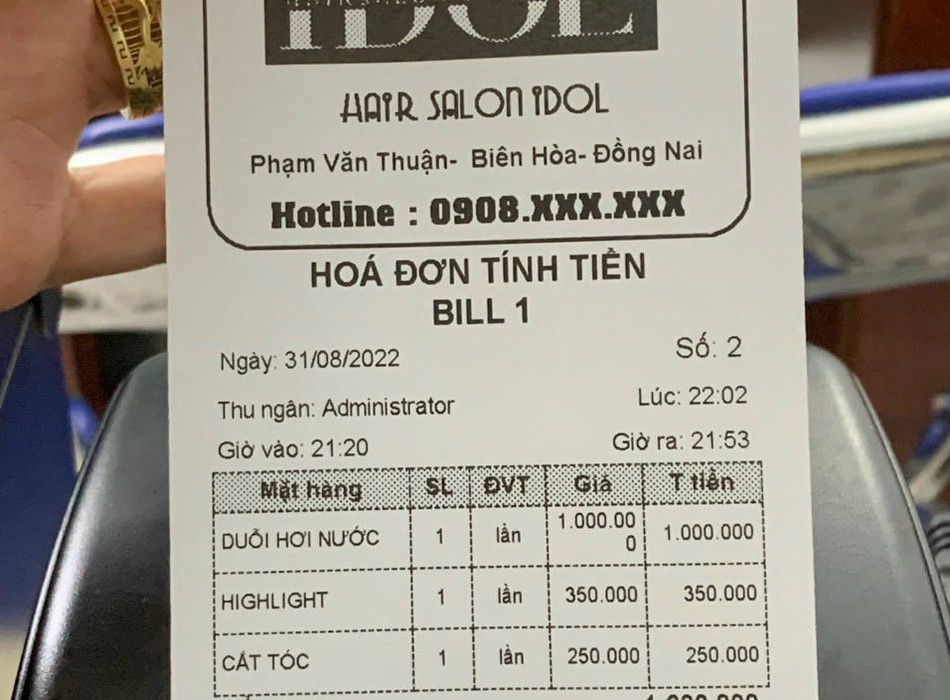 IDOL
HAIR SALON IDOL
Phạm Văn Thuận- Biên Hòa- Đồng Nai
Hotline : 0908.XXX.XXX
HOÁ ĐƠN TÍNH TIỀN
BILL 1
Ngày: 31/08/2022 Số: 2
Thu ngân: Administrator Lúc: 22:02
Giờ vào: 21:20 Giờ ra: 21:53
Mặt hàng SL ĐVT Giá T tiền
DUỖI HƠI NƯỚC 1 lần 1.000.00 1.000.000
0
HIGHLIGHT 1 lần 350.000 350.000
CẮT TÓC 1 lần 250.000 250.000